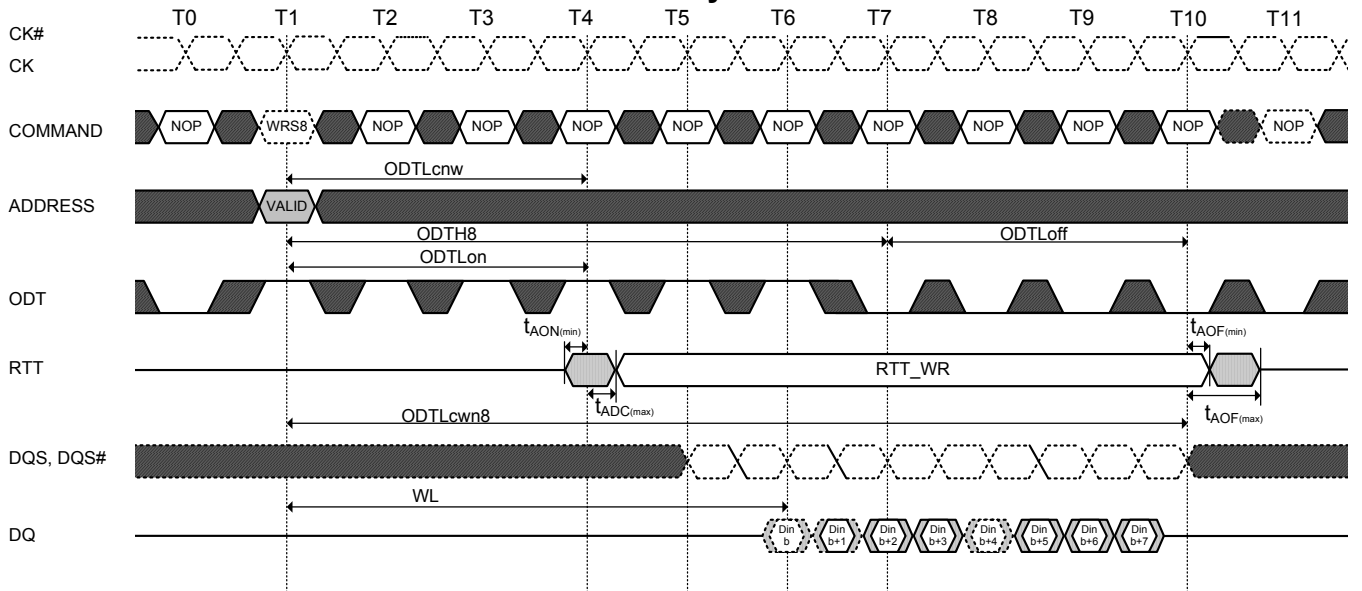 T0 T1 T2 T3 T4 T5 T6 T7 T8 T9 T10 T11
CK#
CK
COMMAND
NOP WRS8 NOP NOP NOP NOP NOP NOP NOP NOP NOP NOP
ODTLcnw
ADDRESS
VALID
ODTH8 ODTLoff
ODTLon
ODT
tAON(min) tAOF(min)
RTT
RTT_WR
tADC(max) tAOF(max)
ODTLcwn8
DQS, DQS#
WL
DQ
Din b Din b+1 Din b+2 Din b+3 Din b+4 Din b+5 Din b+6 Din b+7